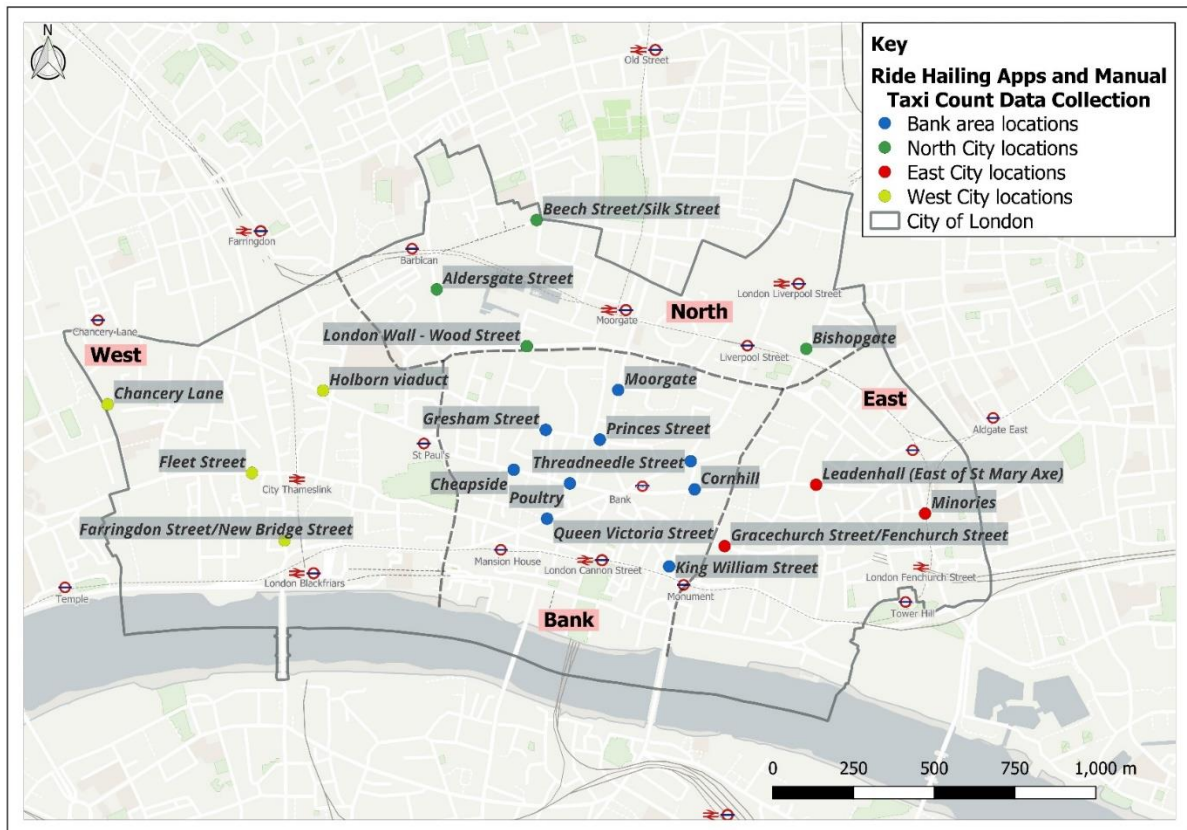 N
Key
Ride Hailing Apps and Manual
Taxi Count Data Collection
Bank area locations
North City locations
East City locations
West City locations
City of London
Old Street
Beech Street/Silk Street
Farringdon
Barbican
Aldersgate Street
London Liverpool Street
Moorgate
North
Chancery Lane
London Wall - Wood Street
Liverpool Street
Bishopgate
West
Holborn viaduct
Moorgate
Chancery Lane
East
Gresham Street
Princes Street
Aldgate East
St Paul's
Fleet Street
Threadneedle Street
City Thameslink
Cheapside
Cornhill
Leadenhall (East of St Mary Axe)
Poultry
Bank
Minories
Farringdon Street/New Bridge Street
Queen Victoria Street
Gracechurch Street/Fenchurch Street
Mansion House
London Cannon Street
King William Street
London Fenchurch Street
London Blackfriars
Temple
Monument
Tower Hill
Bank
0 250 500 750 1,000 m